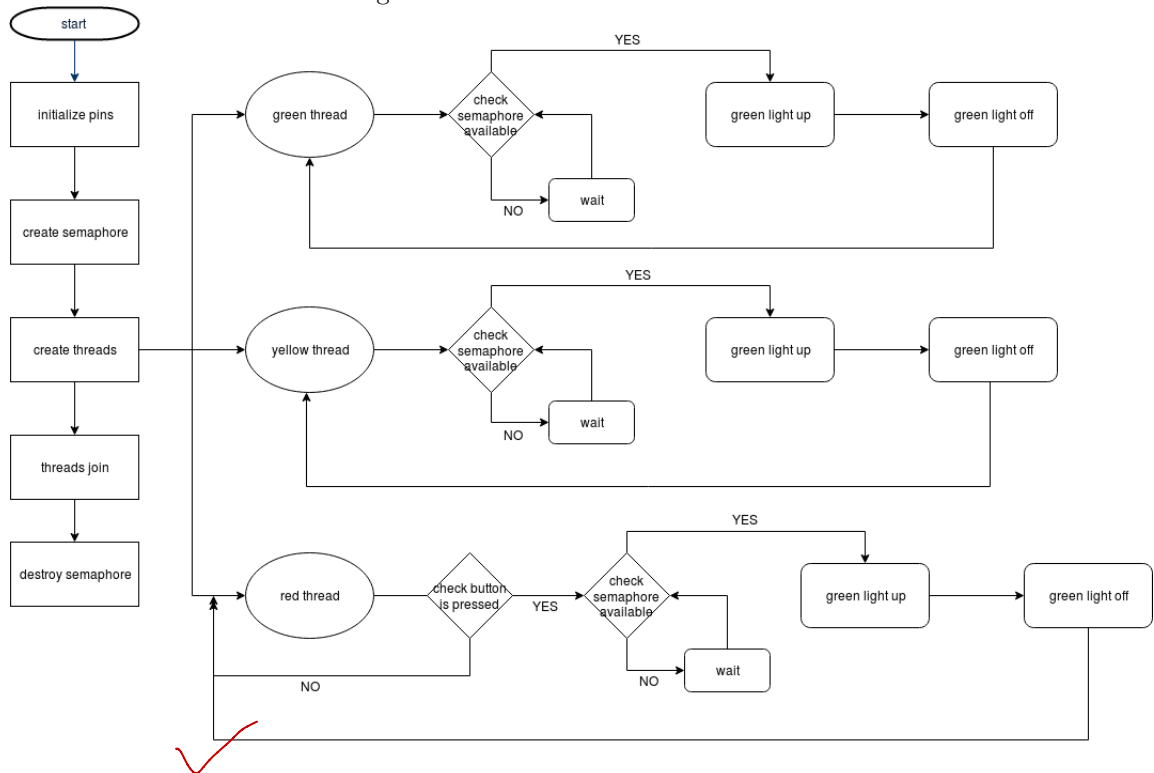 start
initialize pins
create semaphore
create threads
threads join
destroy semaphore
green thread
check
semaphore
available
YES
NO
wait
green light up
green light off
yellow thread
check
semaphore
available
YES
NO
wait
green light up
green light off
red thread
check button
is pressed
YES
NO
check
semaphore
available
YES
NO
wait
green light up
green light off